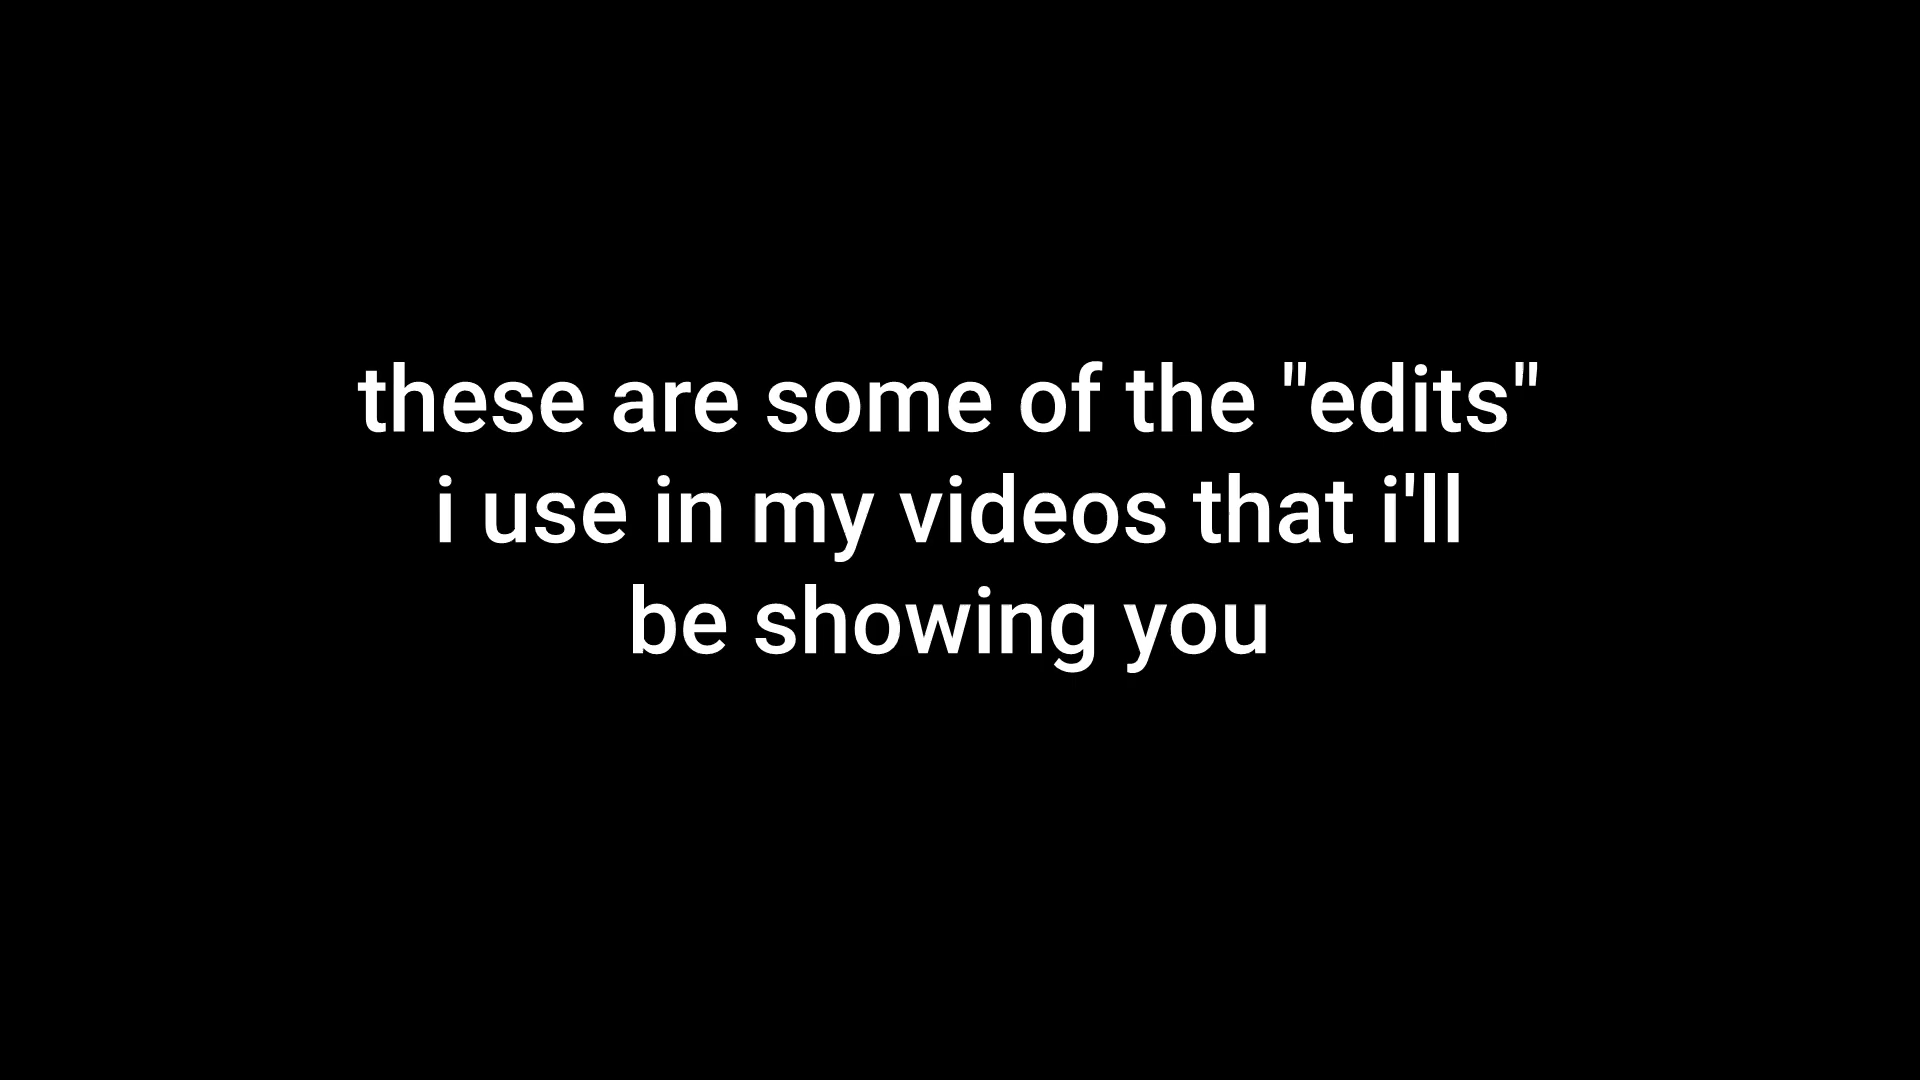 these are some of the "edits"
i use in my videos that i'll
be showing you